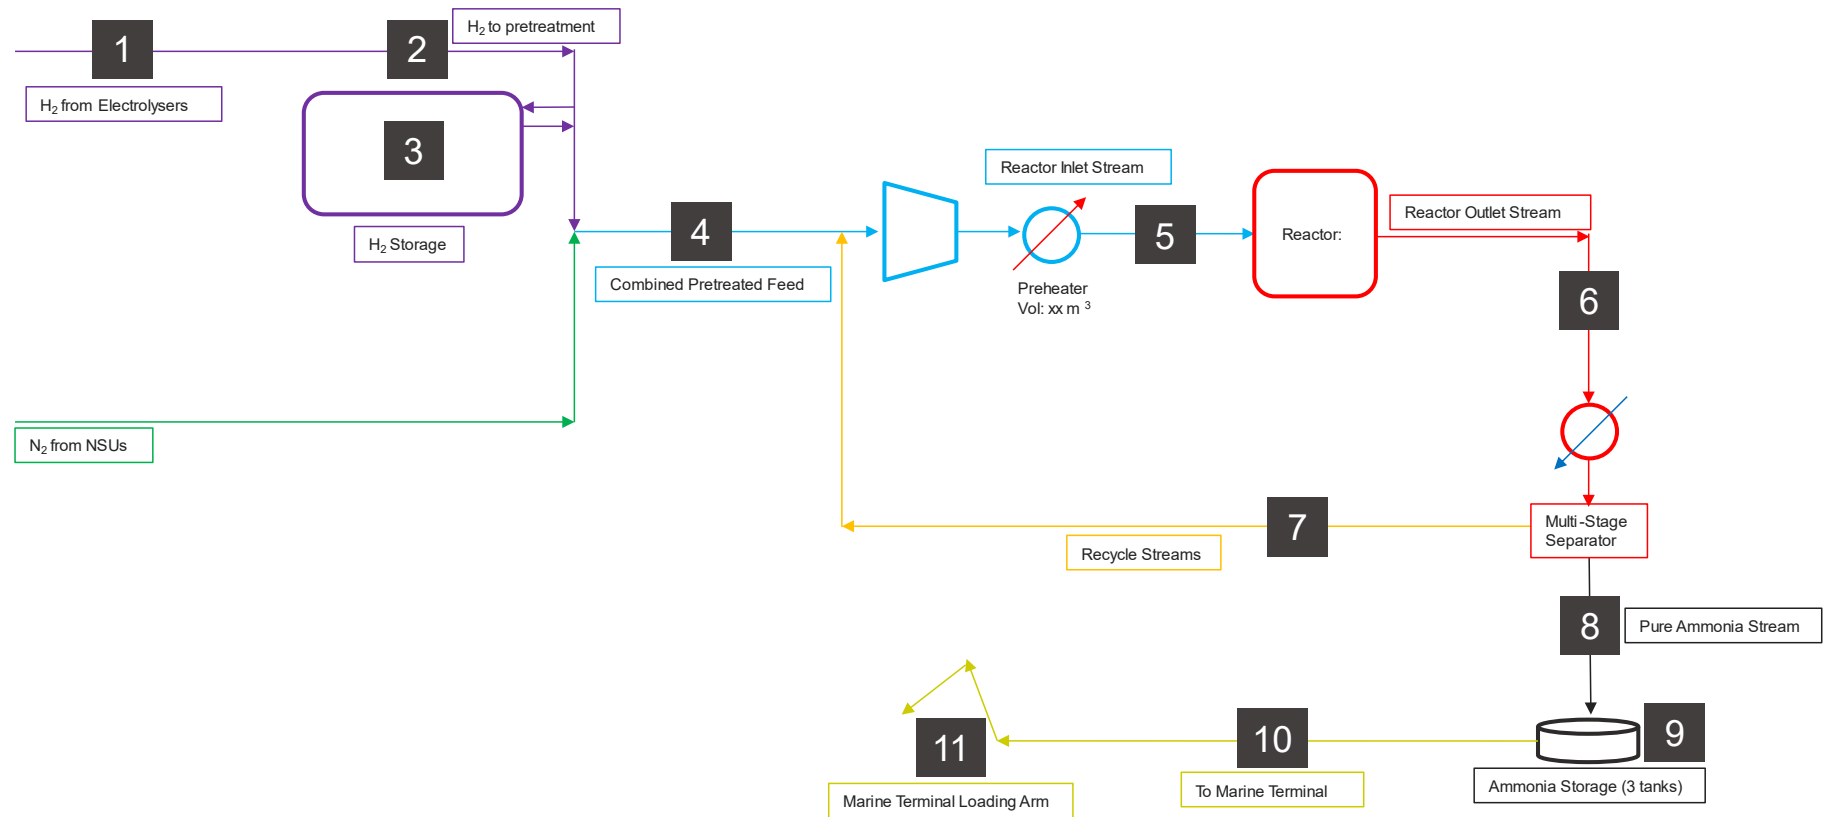 H2 to pretreatment
1
2
H2 from Electrolysers
3
H2 Storage
Reactor Inlet Stream
4
5
Reactor:
Reactor Outlet Stream
Combined Pretreated Feed
Preheater
Vol: xx m 3
6
N2 from NSUs
7
Recycle Streams
Multi-Stage
Separator
8
Pure Ammonia Stream
9
Ammonia Storage (3 tanks)
10
To Marine Terminal
11
Marine Terminal Loading Arm